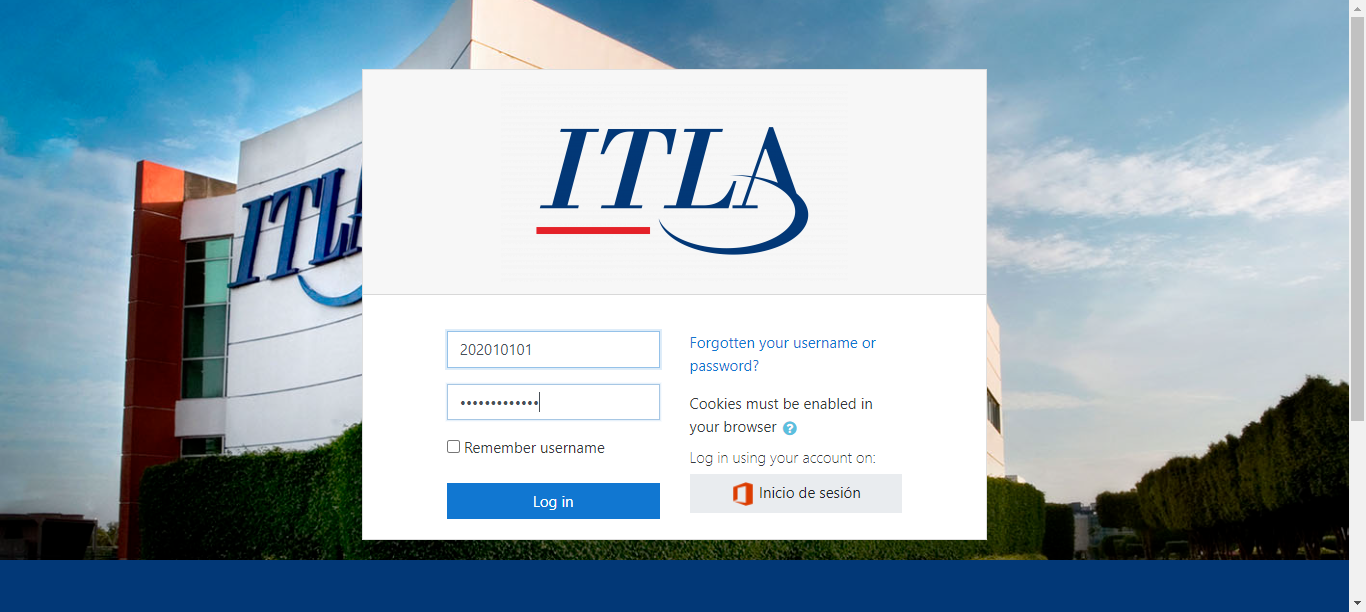 ITLA
ITLA
202010101
•••••••••••••
Remember username
Log in
Forgotten your username or
password?
Cookies must be enabled in
your browser ?
Log in using your account on:
Inicio de sesión